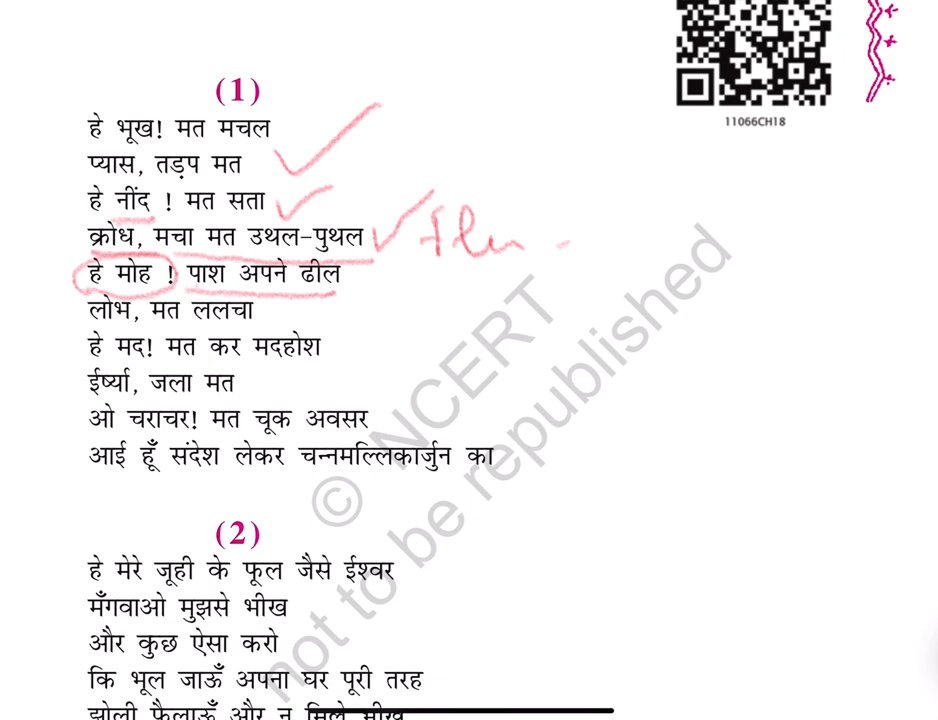 11066CH18
(1)
हे भूख! मत मचल
प्यास, तड़प मत
हे नींद ! मत सता
क्रोध, मचा मत उथल-पुथल
हे मोह ! पाश अपने ढील
लोभ, मत ललचा
हे मद! मत कर मदहोश
ईर्ष्या, जला मत
ओ चराचर! मत चूक अवसर
आई हूँ संदेश लेकर चन्नमल्लिकार्जुन का
(2)
हे मेरे जूही के फूल जैसे ईश्वर
मँगवाओ मुझसे भीख
और कुछ ऐसा करो
कि भूल जाऊँ अपना घर पूरी तरह
झोली फैलाऊँ और न मिले भीख
© NCERT
not to be republished